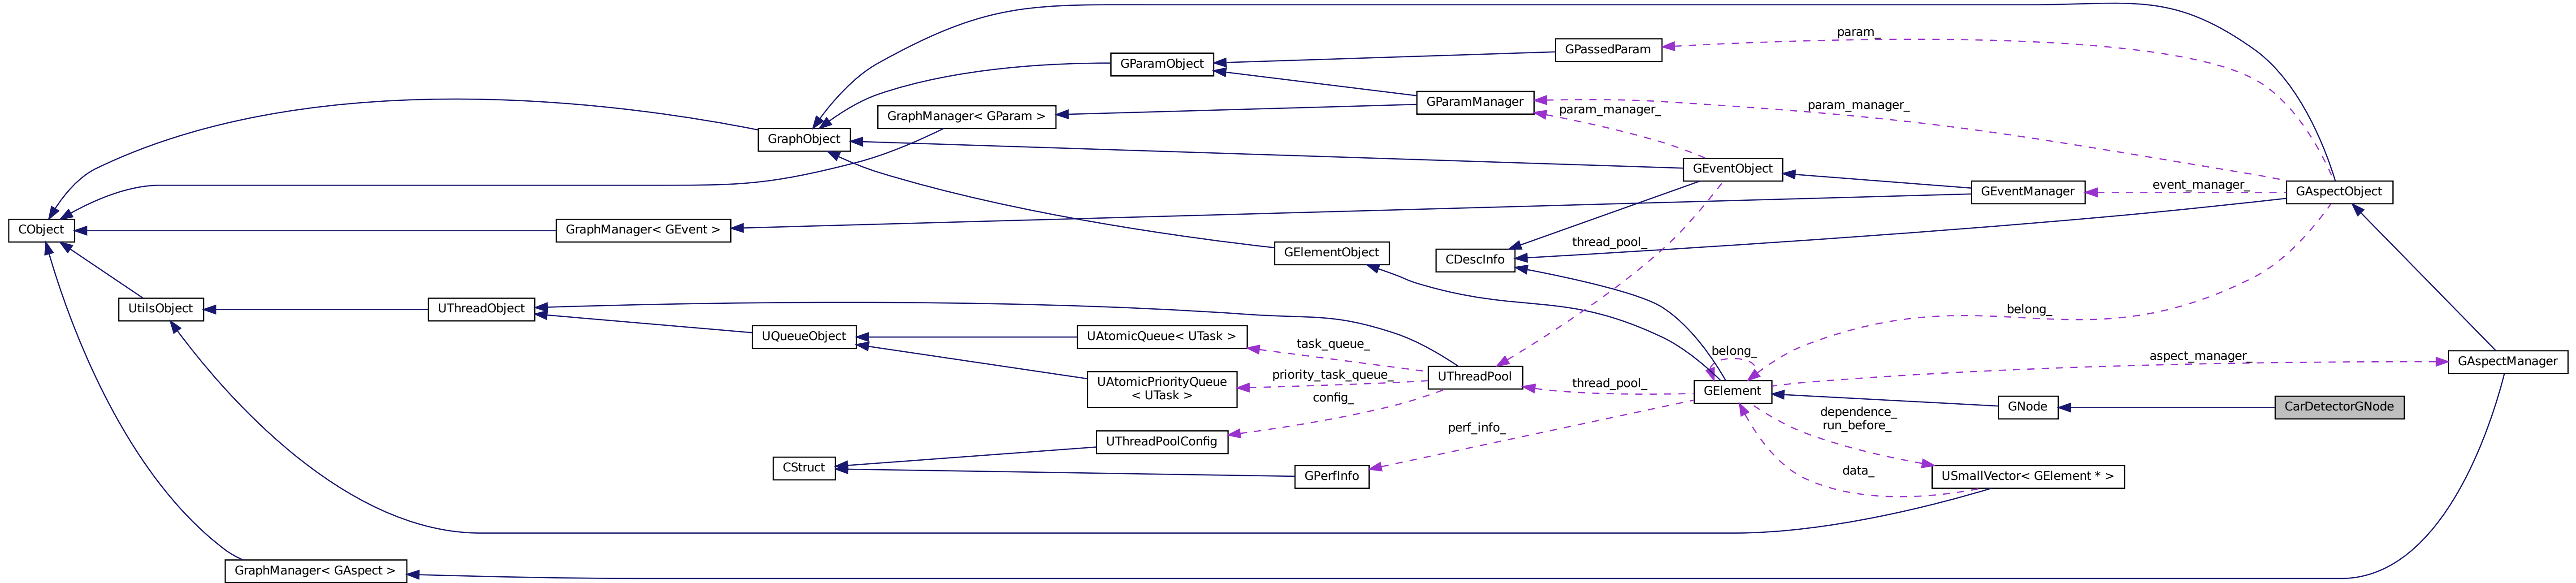 param_
GPassedParam
GParamObject
GParamManager
param_manager_
param_manager_
GraphManager< GParam >
GraphObject
GEventObject
GEventManager
event_manager_
GAspectObject
CObject
GraphManager< GEvent >
thread_pool_
GElementObject
CDescInfo
UtilsObject
UThreadObject
belong_
UQueueObject
UAtomicQueue< UTask >
task_queue_
belong_
aspect_manager_
GAspectManager
UAtomicPriorityQueue
< UTask >
priority_task_queue_
UThreadPool
thread_pool_
GElement
config_
GNode
CarDetectorGNode
dependence_
run_before_
UThreadPoolConfig
perf_info_
CStruct
GPerfInfo
data_
USmallVector< GElement * >
GraphManager< GAspect >